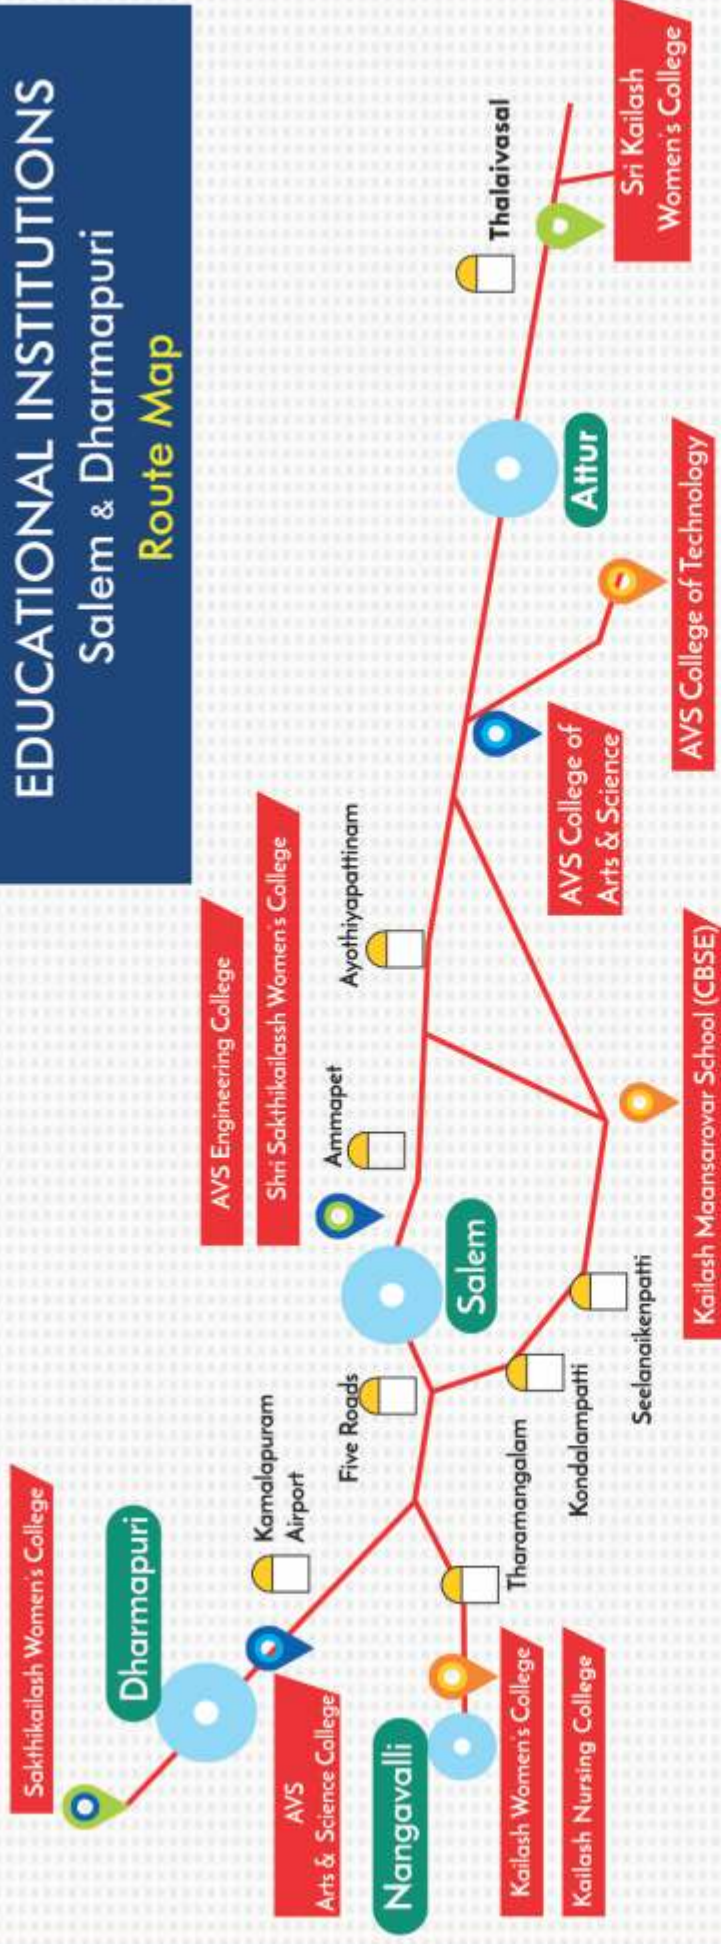 EDUCATIONAL INSTITUTIONS
Salem & Dharmapuri
Route Map
Sakthikailash Women's College
Dharmapuri
Kamalapuram
Airport
AVS
Arts & Science College
Nangavalli
Kailash Women's College
Kailash Nursing College
Tharamangalam
Five Roads
Kondalampatti
Seelanaikenpatti
Salem
AVS Engineering College
Shri Sakthikailassh Women's College
Ammapet
Ayothiyapattinam
Kailash Maansarovar School (CBSE)
AVS College of
Arts & Science
AVS College of Technology
Attur
Thalaivasal
Sri Kailash
Women's College